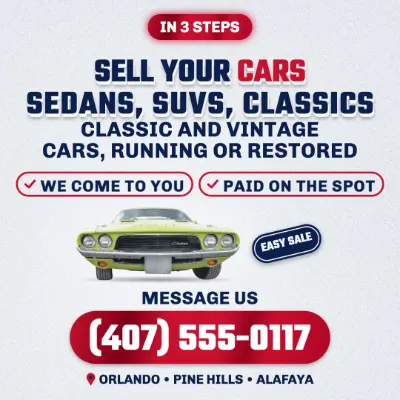 IN 3 STEPS
SELL YOUR CARS
SEDANS, SUVS, CLASSICS
CLASSIC AND VINTAGE
CARS, RUNNING OR RESTORED
WE COME TO YOU
PAID ON THE SPOT
EASY SALE
MESSAGE US
(407) 555-0117
ORLANDO • PINE HILLS • ALAFAYA